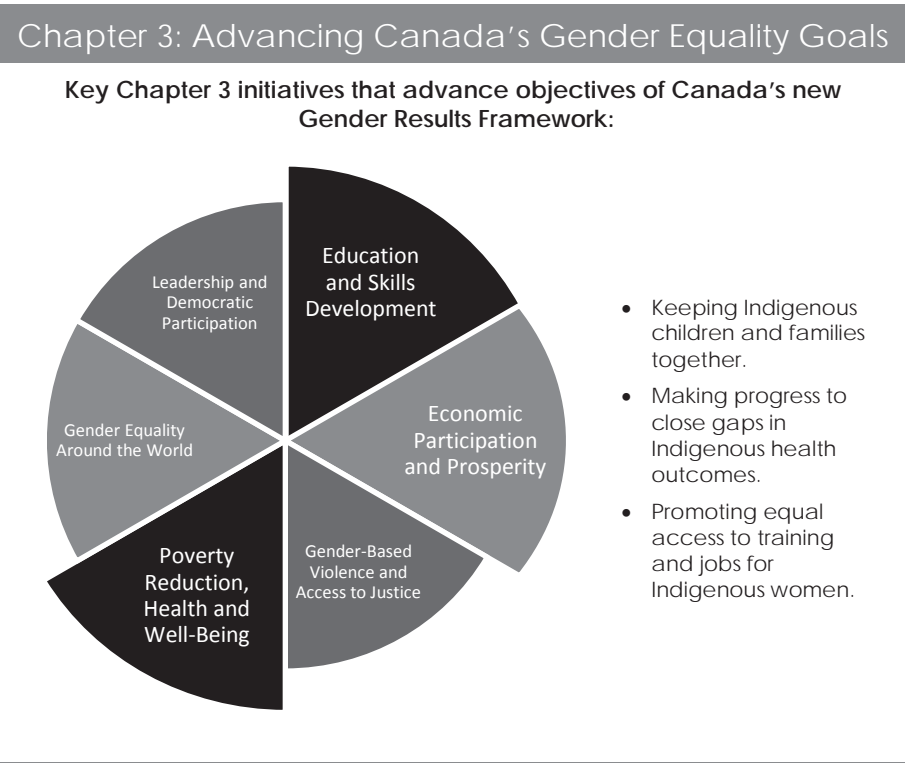 Chapter 3: Advancing Canada's Gender Equality Goals
Key Chapter 3 initiatives that advance objectives of Canada's new
Gender Results Framework:
Education
and Skills
Development
Economic
Participation
and Prosperity
Gender-Based
Violence and
Access to Justice
Poverty
Reduction,
Health and
Well-Being
Gender Equality
Around the World
Leadership and
Democratic
Participation
• Keeping Indigenous
children and families
together.
• Making progress to
close gaps in
Indigenous health
outcomes.
• Promoting equal
access to training
and jobs for
Indigenous women.